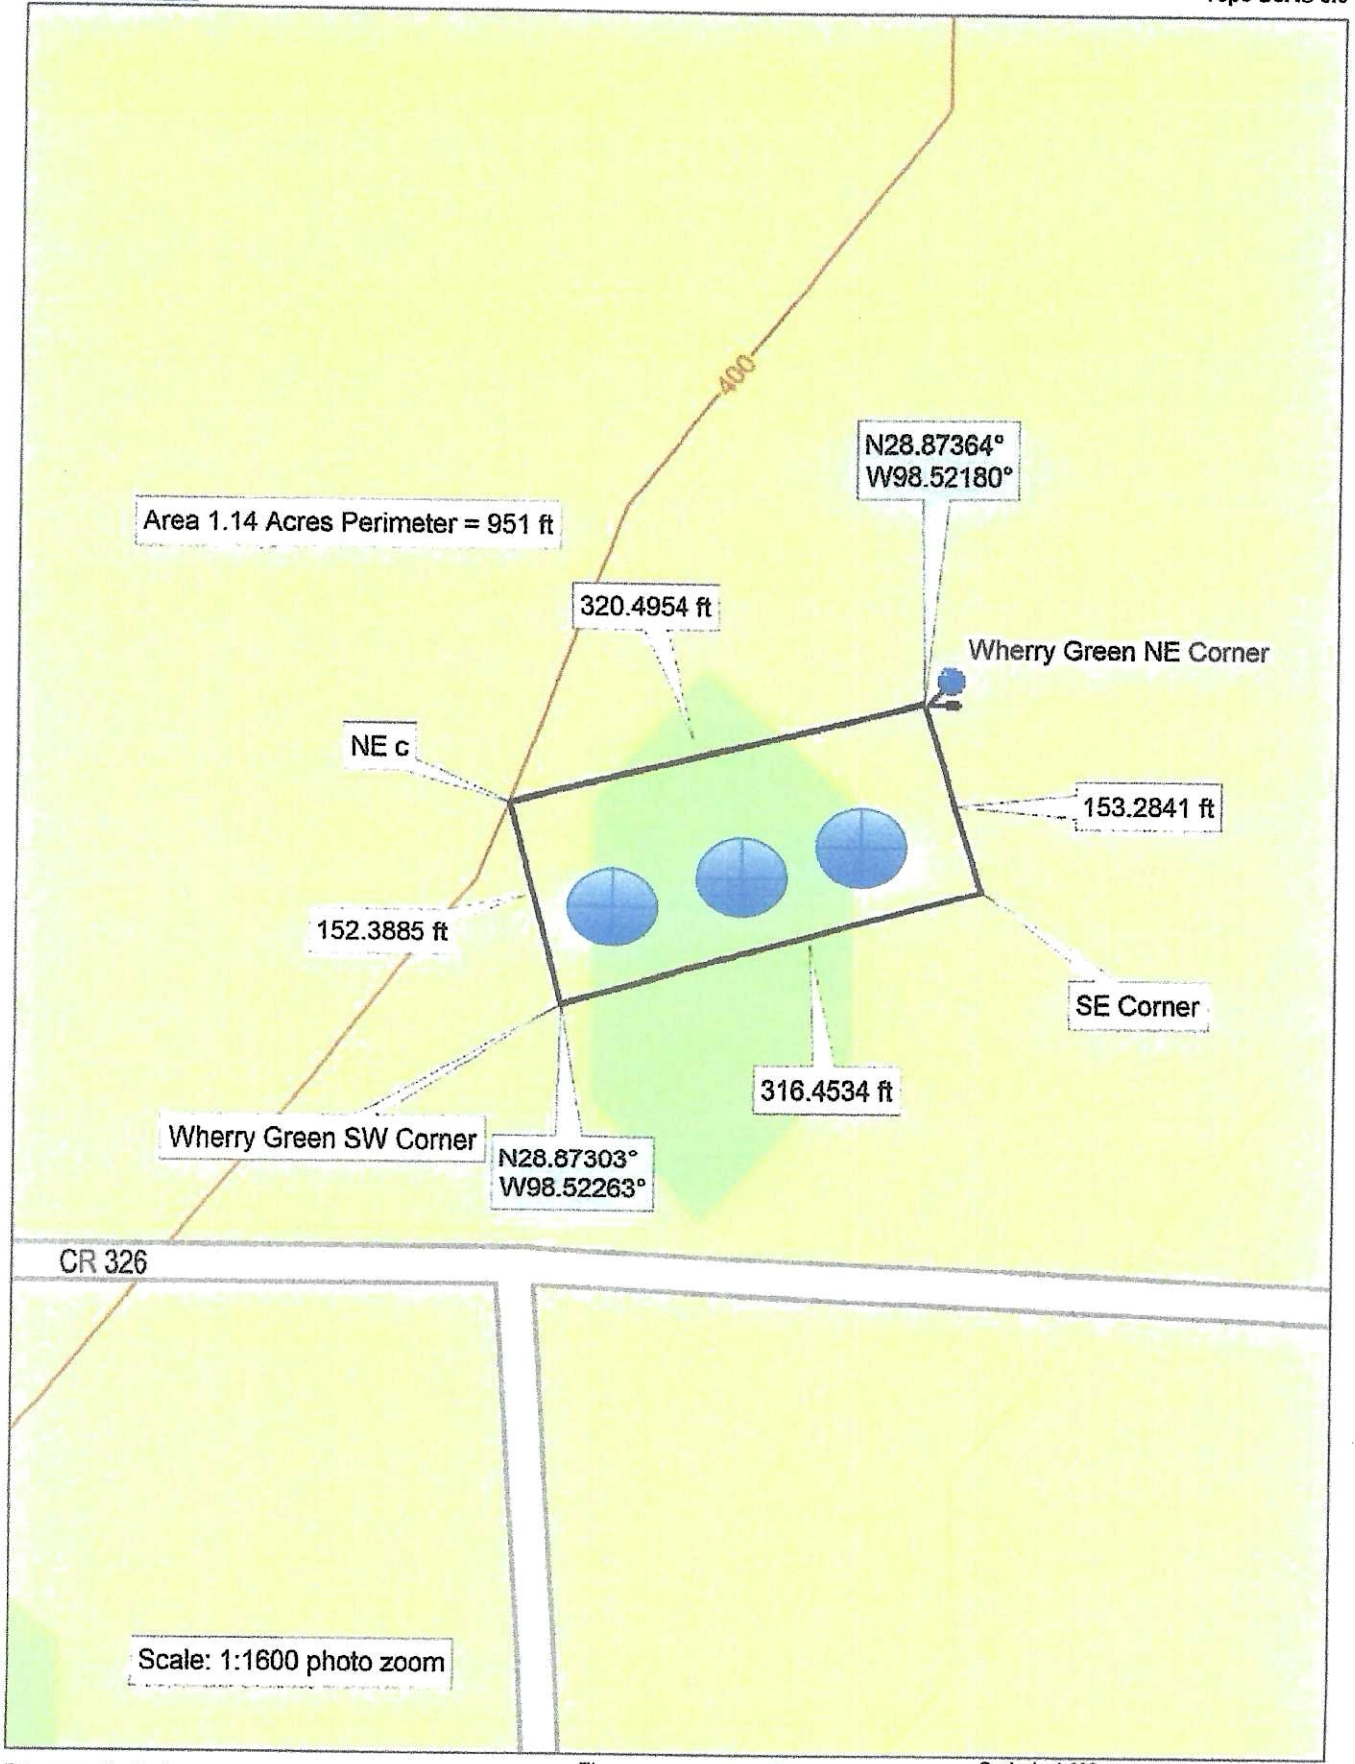 400
N28.87364°
W98.52180°
Area 1.14 Acres Perimeter = 951 ft
320.4954 ft
Wherry Green NE Corner
NE c
153.2841 ft
152.3885 ft
SE Corner
316.4534 ft
Wherry Green SW Corner
N28.87303°
W98.52263°
CR 326
Scale: 1:1600 photo zoom